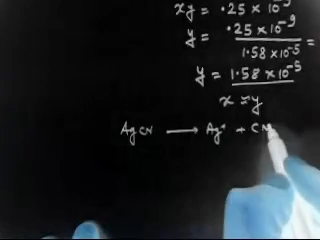 xy = .25 × 10⁻⁹
y = .25 × 10⁻⁹ / 1.58 × 10⁻⁵ =
y = 1.58 × 10⁻⁵
x ≈ y
AgCN ⟶ Ag⁺ + CN